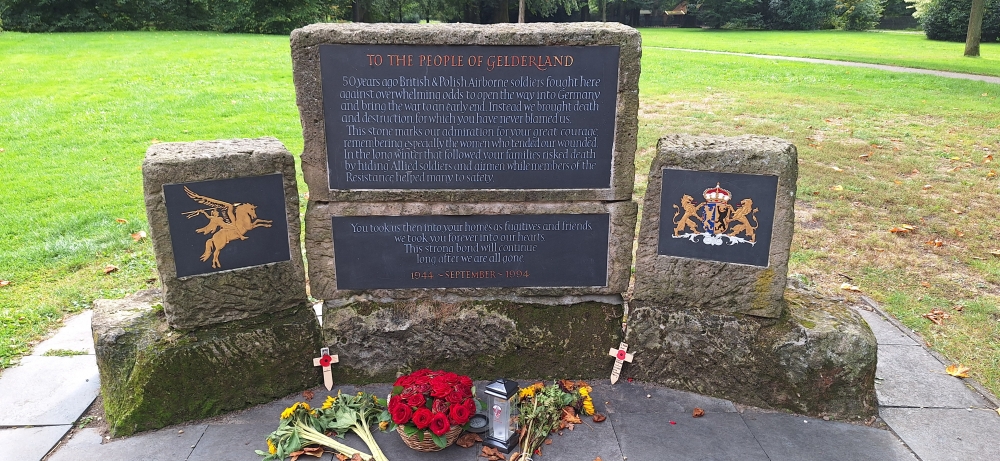 TO THE PEOPLE OF GELDERLAND
50 years ago British & Polish Airborne soldiers fought here
against overwhelming odds to open the way into Germany
and bring the war to an early end. Instead we brought death
and destruction for which you have never blamed us.
This stone marks our admiration for your great courage
remembering especially the women who tended our wounded
In the long winter that followed your families risked death
by hiding Allied soldiers and airmen while members of the
Resistance helped many to safety.
You took us then into your homes as fugitives and friends,
we took you forever into our hearts.
This strong bond will continue
long after we are all gone
1944 ~ SEPTEMBER ~ 1994